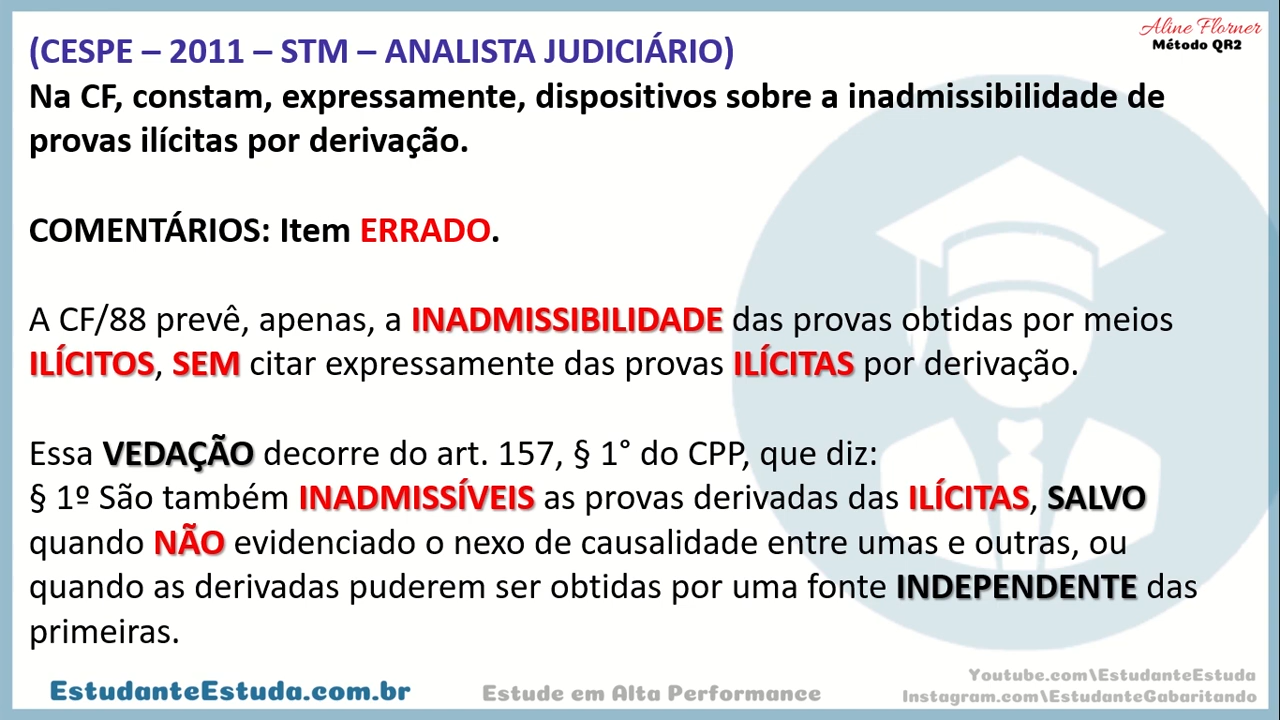 Aline Florner
Método QR2
(CESPE – 2011 – STM – ANALISTA JUDICIÁRIO)
Na CF, constam, expressamente, dispositivos sobre a inadmissibilidade de
provas ilícitas por derivação.
COMENTÁRIOS: Item ERRADO.
A CF/88 prevê, apenas, a INADMISSIBILIDADE das provas obtidas por meios
ILÍCITOS, SEM citar expressamente das provas ILÍCITAS por derivação.
Essa VEDAÇÃO decorre do art. 157, § 1° do CPP, que diz:
§ 1º São também INADMISSÍVEIS as provas derivadas das ILÍCITAS, SALVO
quando NÃO evidenciado o nexo de causalidade entre umas e outras, ou
quando as derivadas puderem ser obtidas por uma fonte INDEPENDENTE das
primeiras.
EstudanteEstuda.com.br
Estude em Alta Performance
Youtube.com\EstudanteEstuda
Instagram.com\EstudanteGabaritando